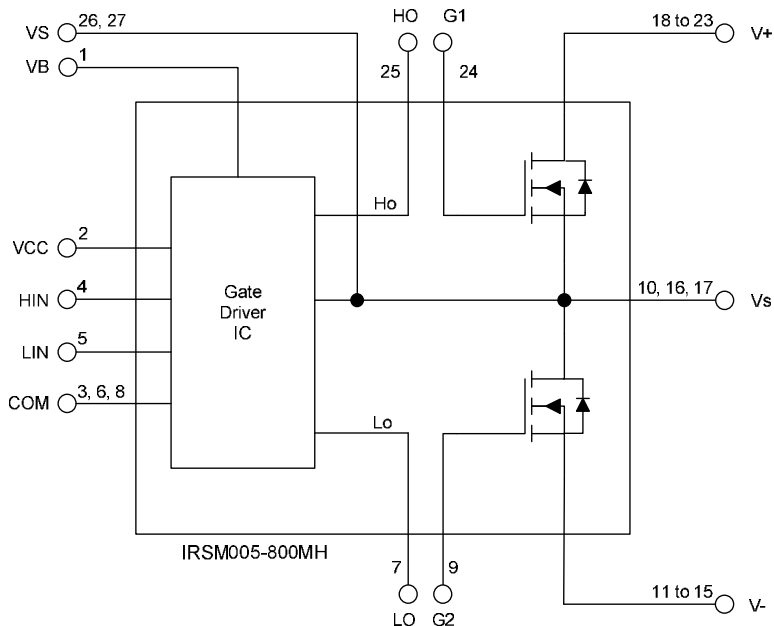 26, 27
HO
G1
18 to 23
VS
V+
1
VB
25
24
Ho
2
VCC
Gate
Driver
IC
4
HIN
10, 16, 17
Vs
5
LIN
3, 6, 8
COM
Lo
IRSM005-800MH
7
9
11 to 15
LO
G2
V-